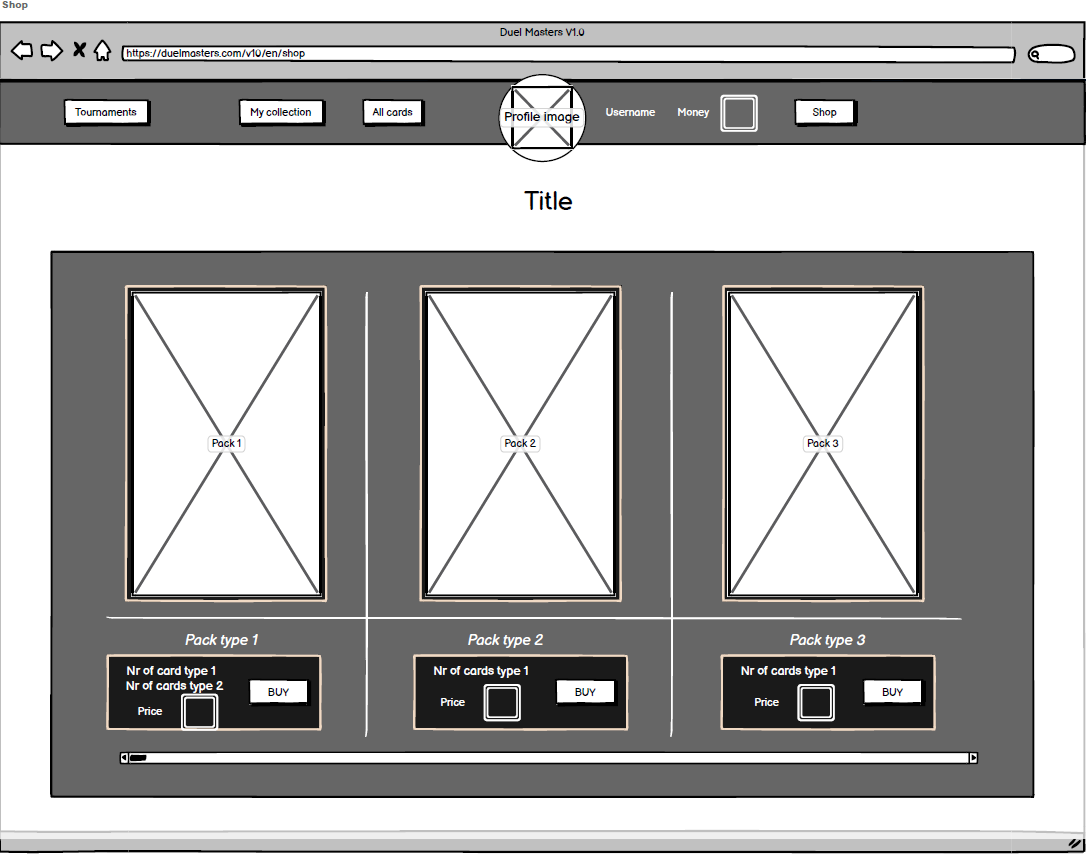 Shop
Duel Masters V1.0
https://duelmasters.com/v10/en/shop
Tournaments
My collection
All cards
Profile image
Username
Money
Shop
Title
Pack 1
Pack 2
Pack 3
Pack type 1
Pack type 2
Pack type 3
Nr of card type 1
Nr of cards type 2
Price
BUY
Nr of cards type 1
Price
BUY
Nr of cards type 1
Price
BUY